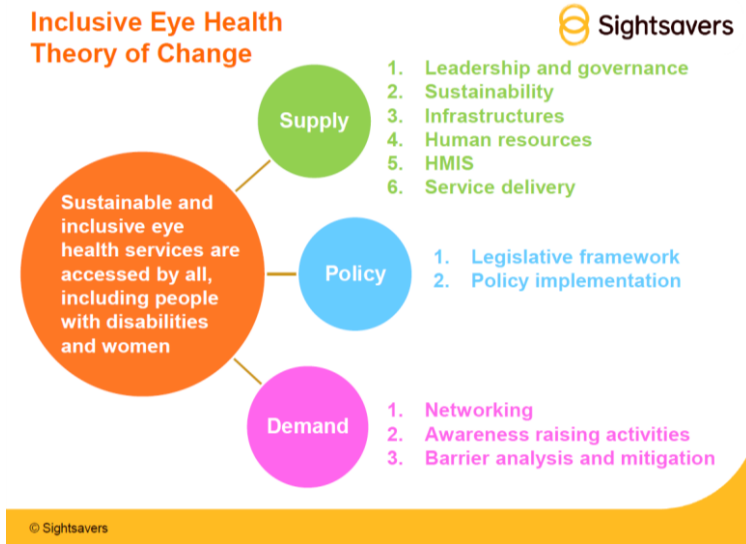 Inclusive Eye Health
Theory of Change
Sightsavers
Supply
1. Leadership and governance
2. Sustainability
3. Infrastructures
4. Human resources
5. HMIS
6. Service delivery
Sustainable and
inclusive eye
health services are
accessed by all,
including people
with disabilities
and women
Policy
1. Legislative framework
2. Policy implementation
Demand
1. Networking
2. Awareness raising activities
3. Barrier analysis and mitigation
© Sightsavers